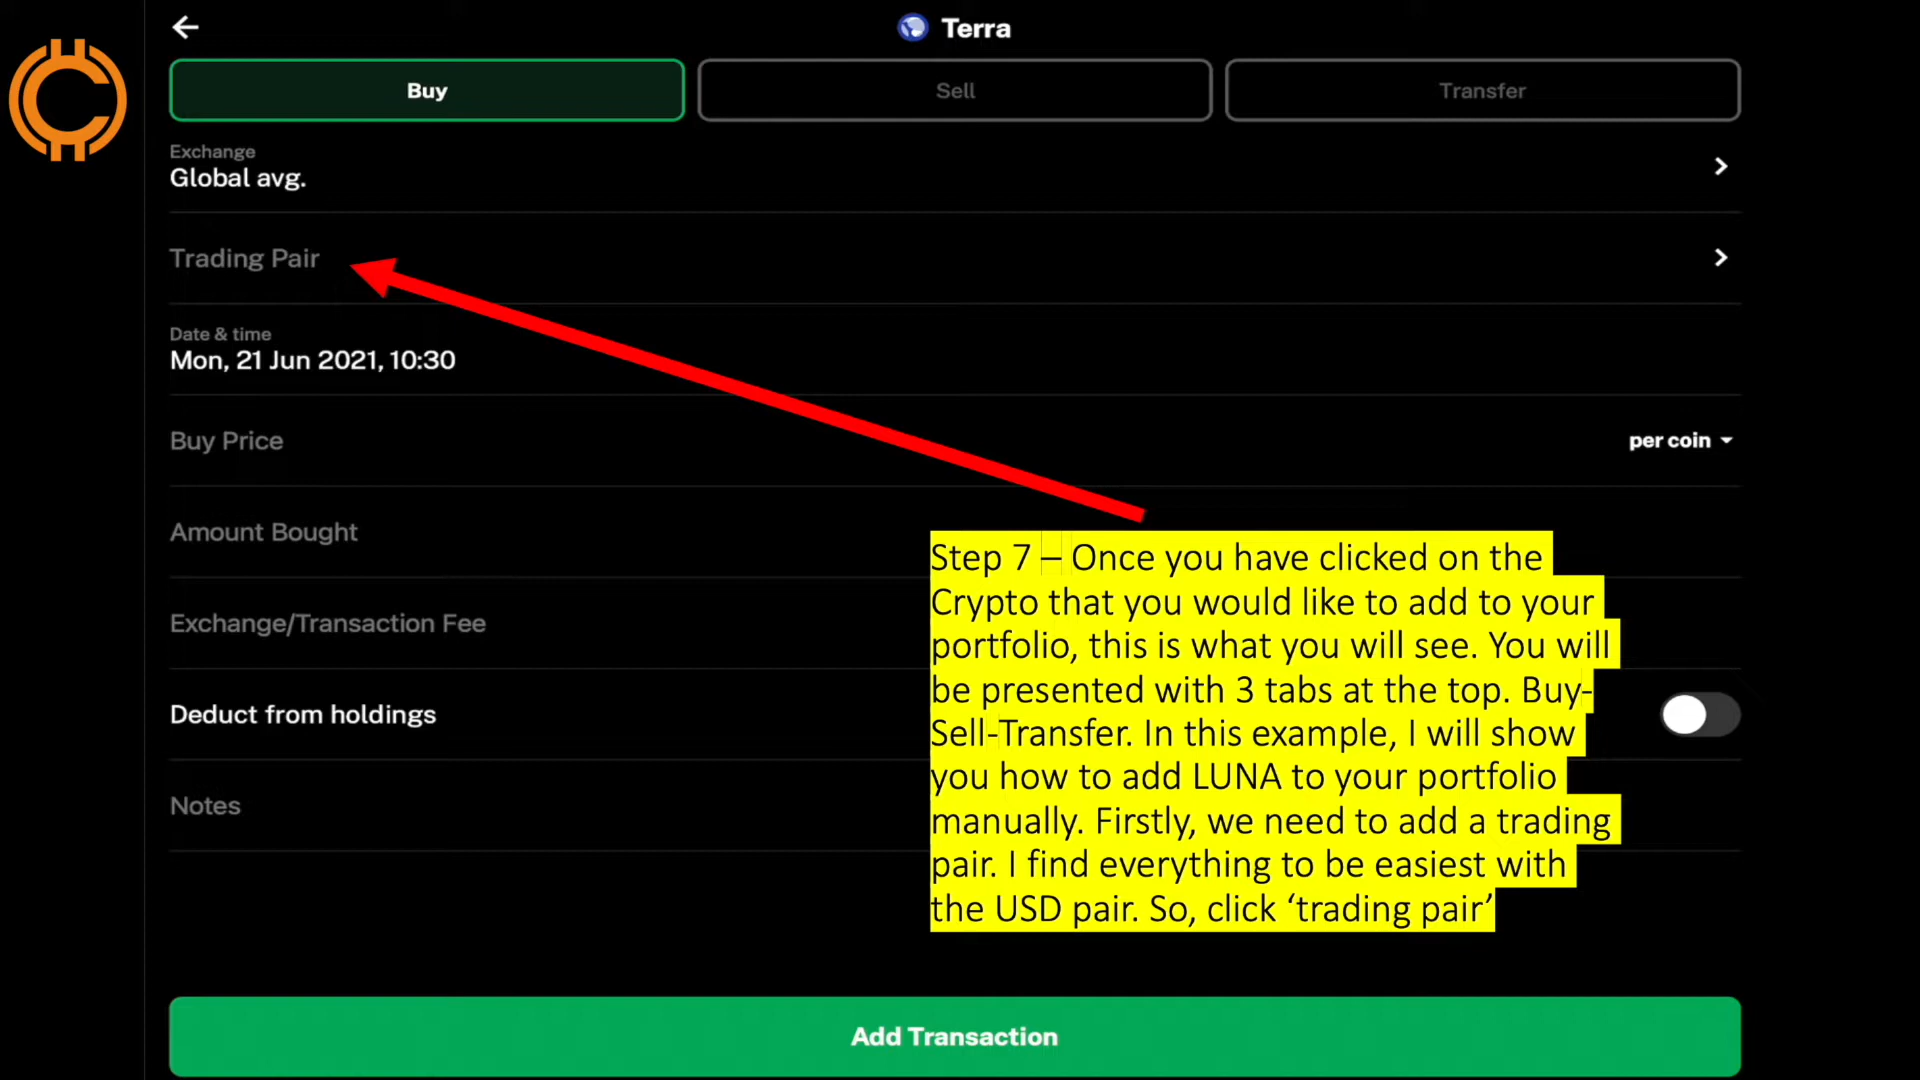 Terra
Buy
Sell
Transfer
Exchange
Global avg.
Trading Pair
Date & time
Mon, 21 Jun 2021, 10:30
Buy Price
per coin
Amount Bought
Exchange/Transaction Fee
Deduct from holdings
Notes
Step 7 – Once you have clicked on the
Crypto that you would like to add to your
portfolio, this is what you will see. You will
be presented with 3 tabs at the top. Buy-
Sell-Transfer. In this example, I will show
you how to add LUNA to your portfolio
manually. Firstly, we need to add a trading
pair. I find everything to be easiest with
the USD pair. So, click ‘trading pair’
Add Transaction